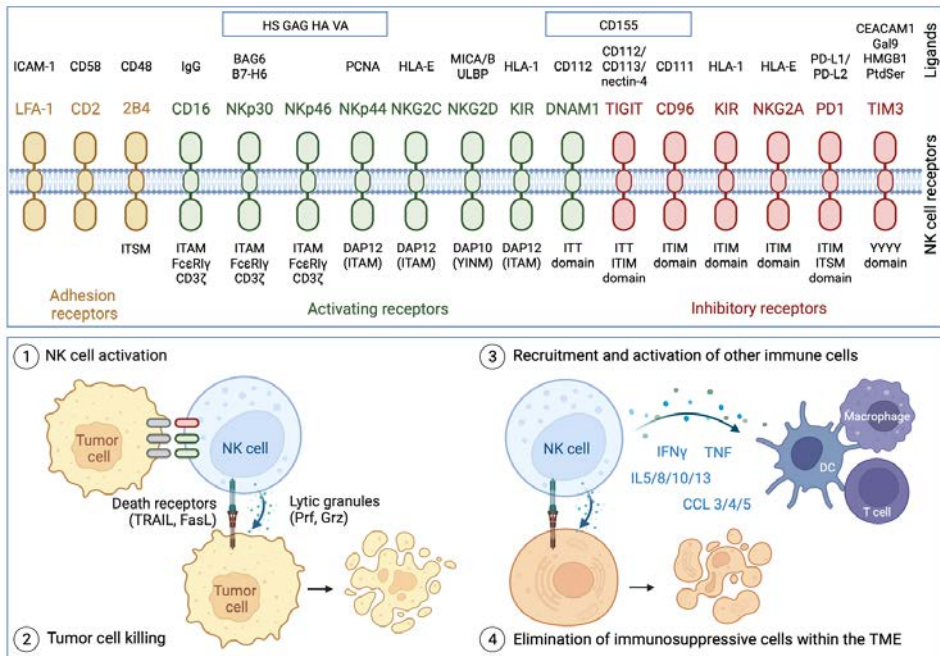 HS GAG HA VA
CD155
ICAM-1 CD58 CD48 IgG BAG6 B7-H6 PCNA HLA-E MICA/B ULBP HLA-1 CD112 CD112/ CD113/ nectin-4 CD111 HLA-1 HLA-E PD-L1/ PD-L2 CEACAM1 Gal9 HMGB1 PtdSer
Ligands
LFA-1 CD2 2B4 CD16 NKp30 NKp46 NKp44 NKG2C NKG2D KIR DNAM1 TIGIT CD96 KIR NKG2A PD1 TIM3
NK cell receptors
ITSM
ITAM FcεRIγ CD3ζ
ITAM FcεRIγ CD3ζ
ITAM FcεRIγ CD3ζ
DAP12 (ITAM)
DAP12 (ITAM)
DAP10 (YINM)
DAP12 (ITAM)
ITT domain
ITT ITIM domain
ITIM domain
ITIM domain
ITIM domain
ITIM ITSM domain
YYYY domain
Adhesion
receptors
Activating receptors
Inhibitory receptors
1 NK cell activation
Tumor
cell
NK cell
Death receptors
(TRAIL, FasL)
Lytic granules
(Prf, Grz)
Tumor
cell
2 Tumor cell killing
3 Recruitment and activation of other immune cells
NK cell
IFNγ TNF
IL5/8/10/13
CCL 3/4/5
Macrophage
DC
T cell
4 Elimination of immunosuppressive cells within the TME